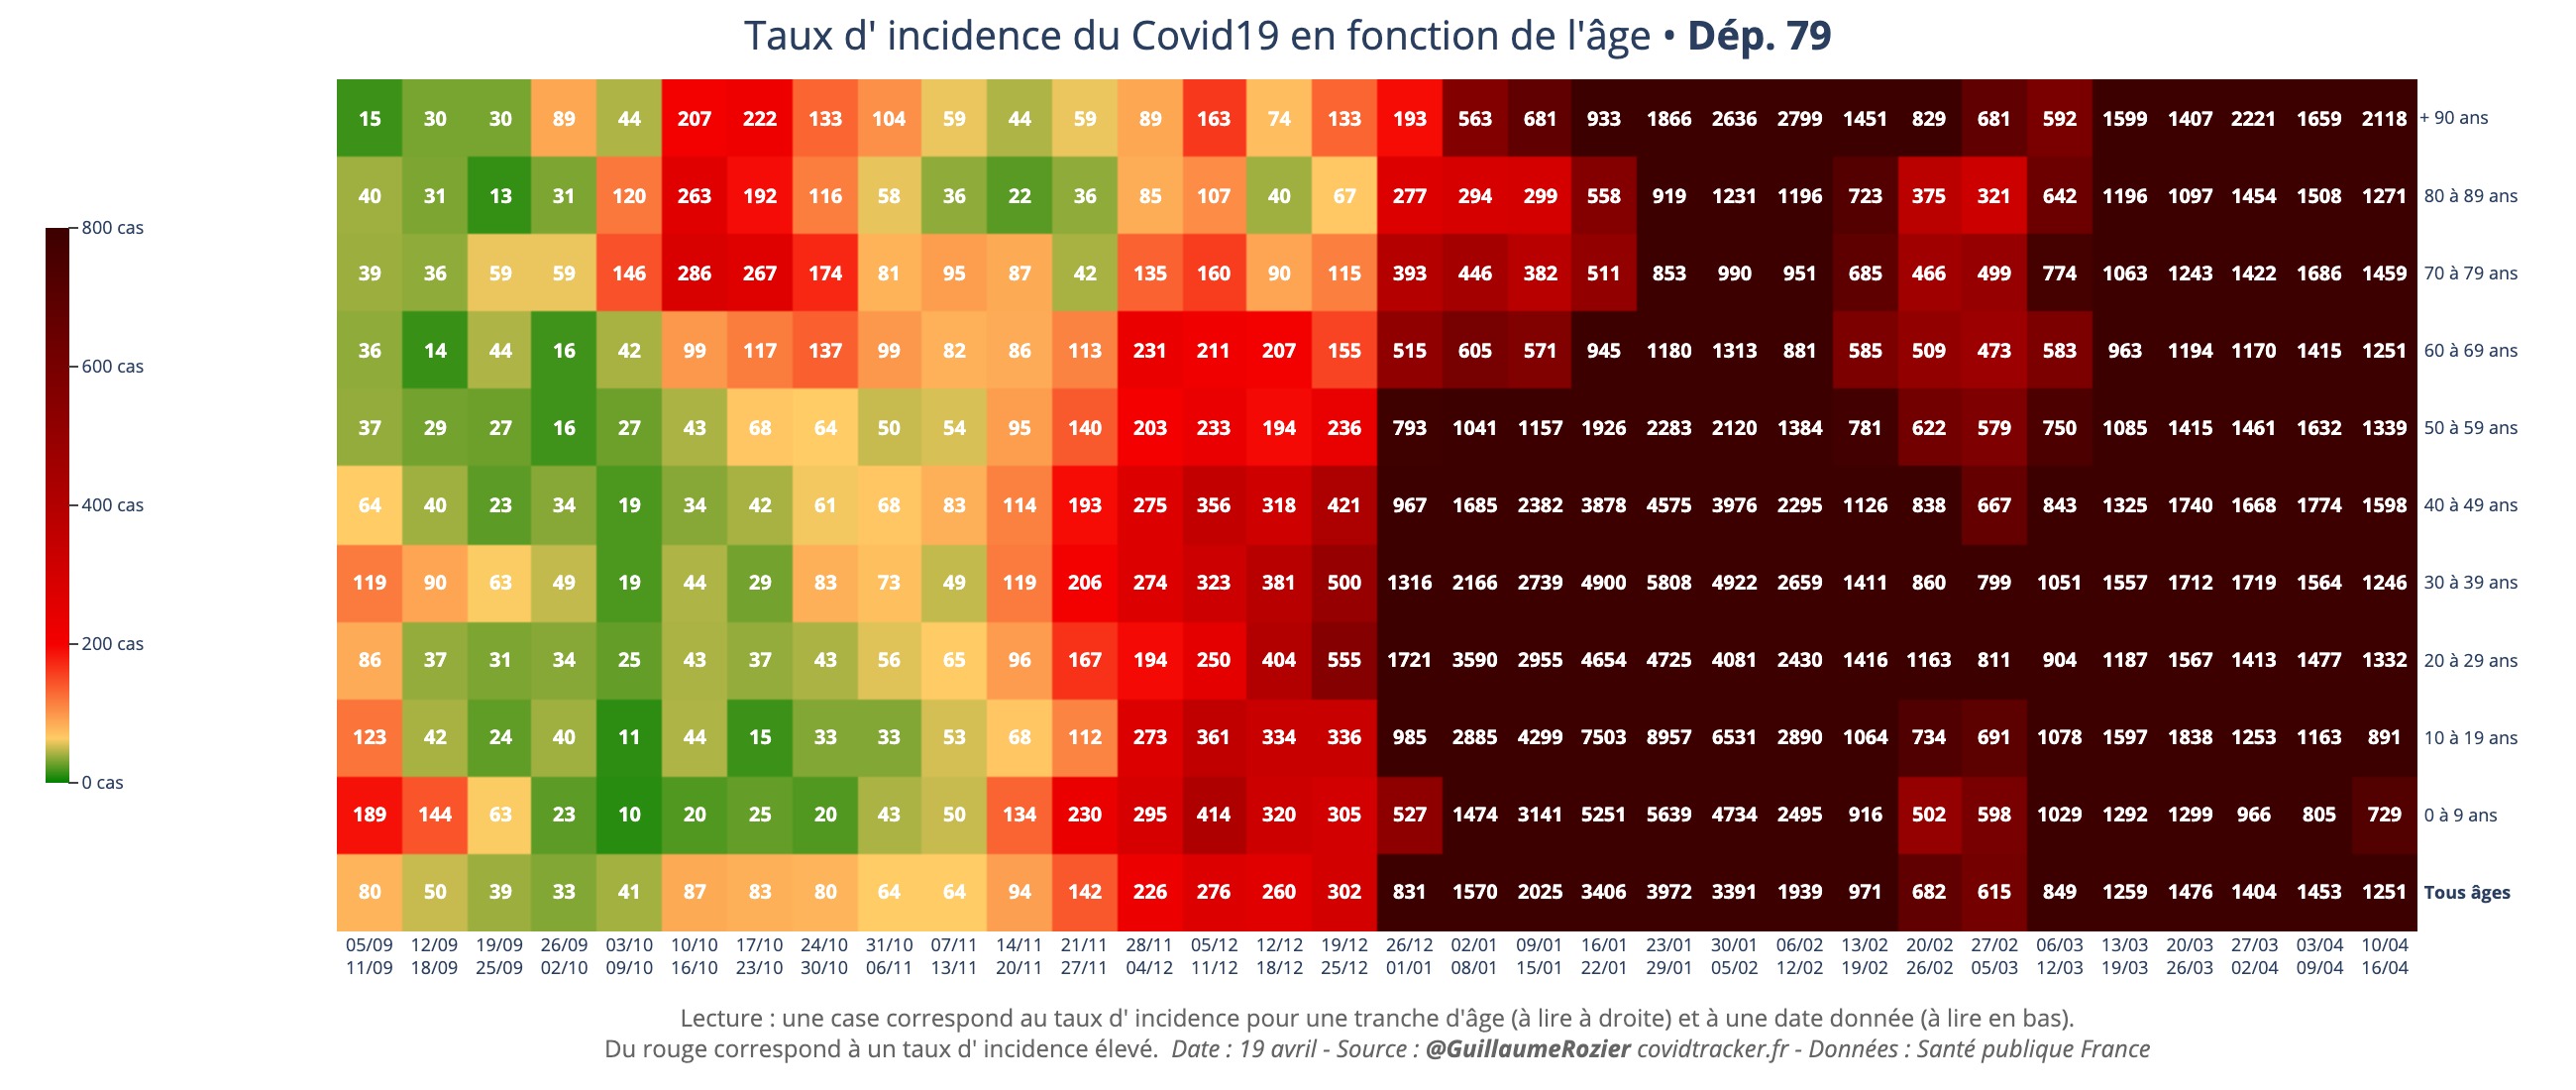 Taux d' incidence du Covid19 en fonction de l'âge • Dép. 79
800 cas
600 cas
400 cas
200 cas
0 cas
15 30 30 89 44 207 222 133 104 59 44 59 89 163 74 133 193 563 681 933 1866 2636 2799 1451 829 681 592 1599 1407 2221 1659 2118 + 90 ans
40 31 13 31 120 263 192 116 58 36 22 36 85 107 40 67 277 294 299 558 919 1231 1196 723 375 321 642 1196 1097 1454 1508 1271 80 à 89 ans
39 36 59 59 146 286 267 174 81 95 87 42 135 160 90 115 393 446 382 511 853 990 951 685 466 499 774 1063 1243 1422 1686 1459 70 à 79 ans
36 14 44 16 42 99 117 137 99 82 86 113 231 211 207 155 515 605 571 945 1180 1313 881 585 509 473 583 963 1194 1170 1415 1251 60 à 69 ans
37 29 27 16 27 43 68 64 50 54 95 140 203 233 194 236 793 1041 1157 1926 2283 2120 1384 781 622 579 750 1085 1415 1461 1632 1339 50 à 59 ans
64 40 23 34 19 34 42 61 68 83 114 193 275 356 318 421 967 1685 2382 3878 4575 3976 2295 1126 838 667 843 1325 1740 1668 1774 1598 40 à 49 ans
119 90 63 49 19 44 29 83 73 49 119 206 274 323 381 500 1316 2166 2739 4900 5808 4922 2659 1411 860 799 1051 1557 1712 1719 1564 1246 30 à 39 ans
86 37 31 34 25 43 37 43 56 65 96 167 194 250 404 555 1721 3590 2955 4654 4725 4081 2430 1416 1163 811 904 1187 1567 1413 1477 1332 20 à 29 ans
123 42 24 40 11 44 15 33 33 53 68 112 273 361 334 336 985 2885 4299 7503 8957 6531 2890 1064 734 691 1078 1597 1838 1253 1163 891 10 à 19 ans
189 144 63 23 10 20 25 20 43 50 134 230 295 414 320 305 527 1474 3141 5251 5639 4734 2495 916 502 598 1029 1292 1299 966 805 729 0 à 9 ans
80 50 39 33 41 87 83 80 64 64 94 142 226 276 260 302 831 1570 2025 3406 3972 3391 1939 971 682 615 849 1259 1476 1404 1453 1251 Tous âges
05/09 12/09 19/09 26/09 03/10 10/10 17/10 24/10 31/10 07/11 14/11 21/11 28/11 05/12 12/12 19/12 26/12 02/01 09/01 16/01 23/01 30/01 06/02 13/02 20/02 27/02 06/03 13/03 20/03 27/03 03/04 10/04
11/09 18/09 25/09 02/10 09/10 16/10 23/10 30/10 06/11 13/11 20/11 27/11 04/12 11/12 18/12 25/12 01/01 08/01 15/01 22/01 29/01 05/02 12/02 19/02 26/02 05/03 12/03 19/03 26/03 02/04 09/04 16/04
Lecture : une case correspond au taux d' incidence pour une tranche d'âge (à lire à droite) et à une date donnée (à lire en bas).
Du rouge correspond à un taux d' incidence élevé. Date : 19 avril - Source : @GuillaumeRozier covidtracker.fr - Données : Santé publique France